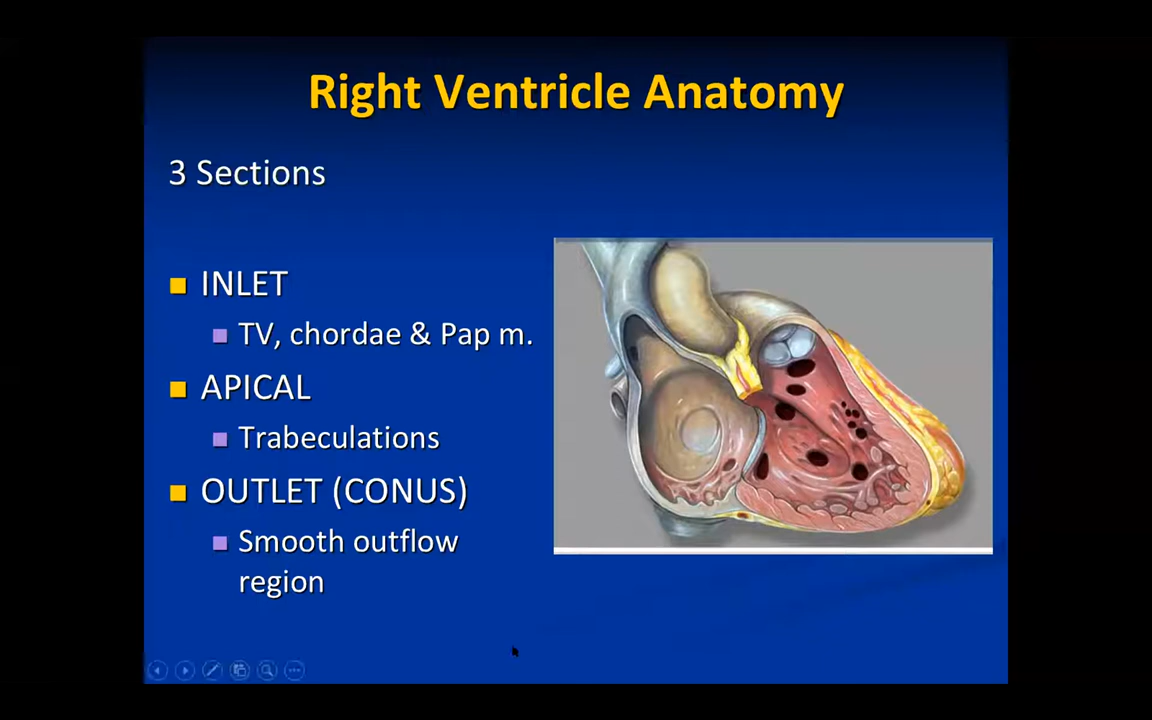 Right Ventricle Anatomy
3 Sections
INLET
TV, chordae & Pap m.
APICAL
Trabeculations
OUTLET (CONUS)
Smooth outflow
region